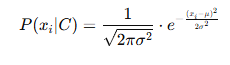 P(x_i|C) = \frac{1}{\sqrt{2\pi\sigma^2}} \cdot e^{-\frac{(x_i-\mu)^2}{2\sigma^2}}